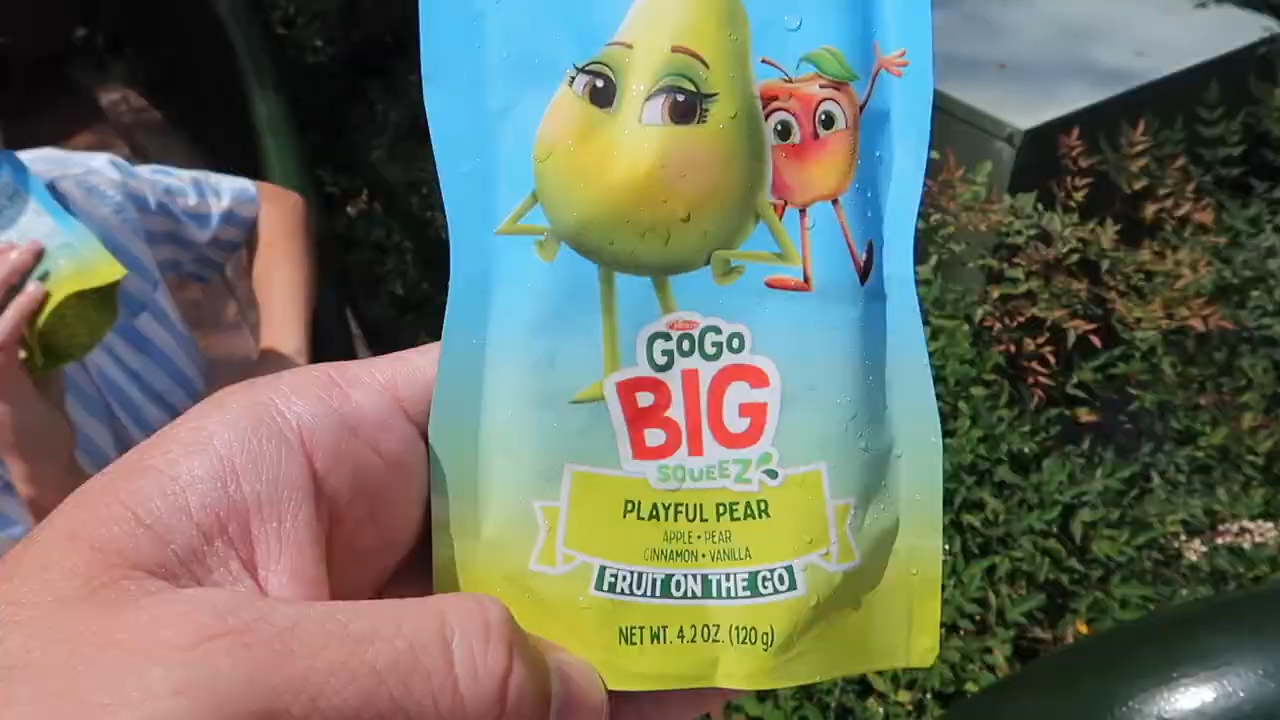 GoGo
BIG
SQUEEZ
PLAYFUL PEAR
APPLE • PEAR
CINNAMON • VANILLA
FRUIT ON THE GO
NET WT. 4.2 OZ. (120 g)